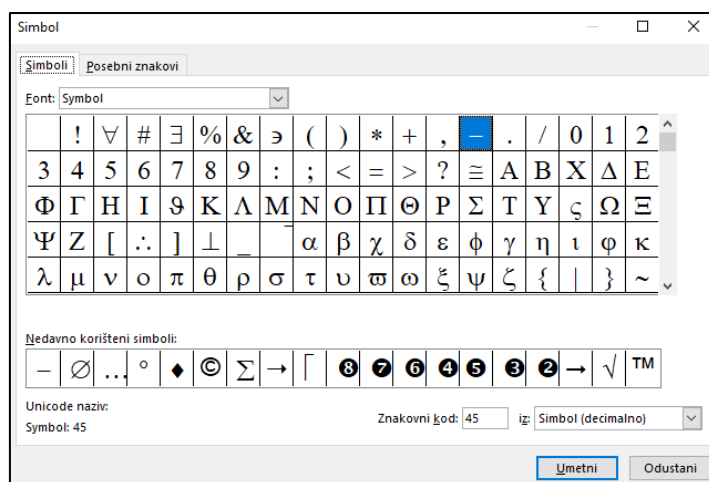 Simbol
Simboli Posebni znakovi
Font: Symbol
! ∀ # ∃ % & ∍ ( ) * + , − . / 0 1 2
3 4 5 6 7 8 9 : ; < = > ? ≅ Α Β Χ Δ Ε
Φ Γ Η Ι ϑ Κ Λ Μ Ν Ο Π Θ Ρ Σ Τ Υ ς Ω Ξ
Ψ Ζ [ ∴ ] ⊥ _ ‾ α β χ δ ε ϕ γ η ι φ κ
λ μ ν ο π θ ρ σ τ υ ϖ ω ξ ψ ζ { | } ~
Nedavno korišteni simboli:
− ∅ … ° ♦ © ∑ → ⎡ ❽ ❼ ❻ ❹ ❺ ❸ ❷ → √ ™
Unicode naziv:
Symbol: 45
Znakovni kod: 45 iz: Simbol (decimalno)
Umetni Odustani